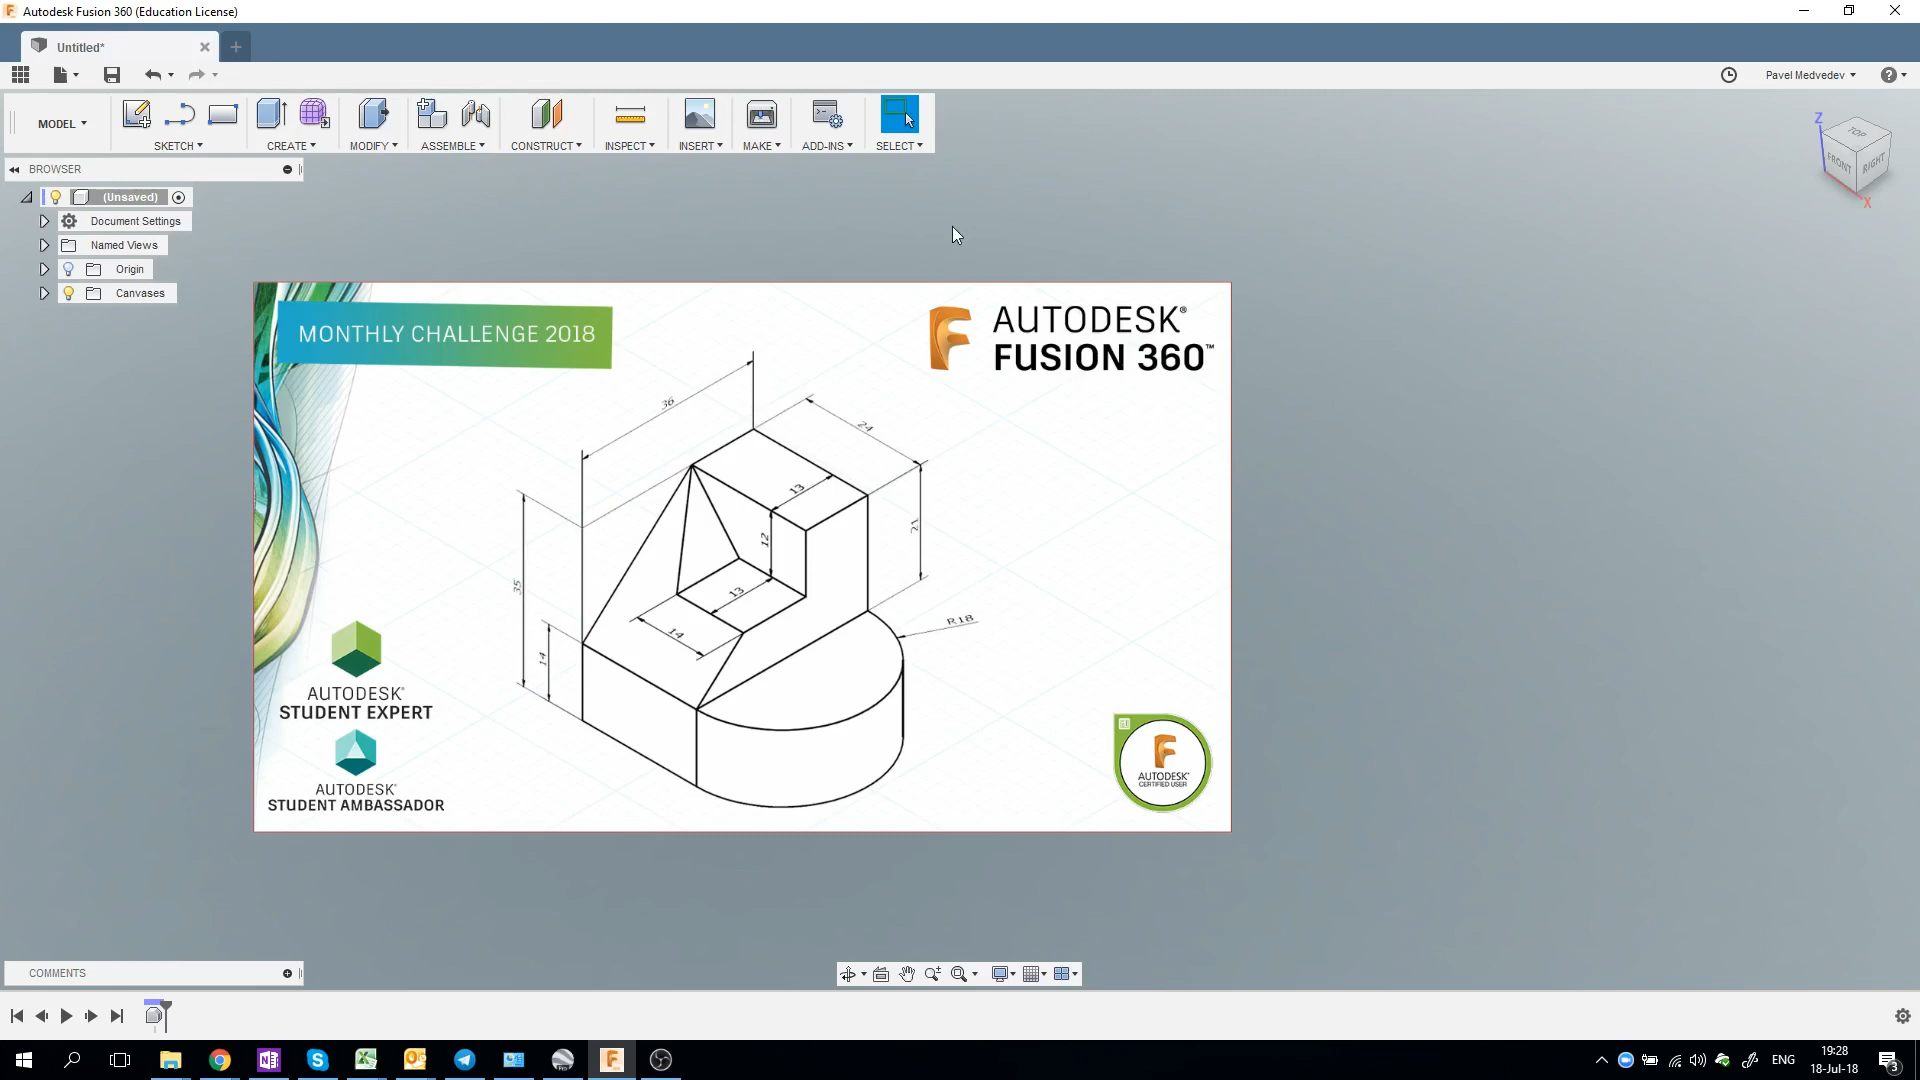 Autodesk Fusion 360 (Education License)
Untitled*
Pavel Medvedev
MODEL
SKETCH
CREATE
MODIFY
ASSEMBLE
CONSTRUCT
INSPECT
INSERT
MAKE
ADD-INS
SELECT
Z
TOP
FRONT
RIGHT
X
BROWSER
(Unsaved)
Document Settings
Named Views
Origin
Canvases
MONTHLY CHALLENGE 2018
AUTODESK®
FUSION 360™
36
24
13
21
12
35
13
R18
14
14
AUTODESK®
STUDENT EXPERT
AUTODESK®
STUDENT AMBASSADOR
AUTODESK®
CERTIFIED USER
COMMENTS
ENG
19:28
18-Jul-18
3